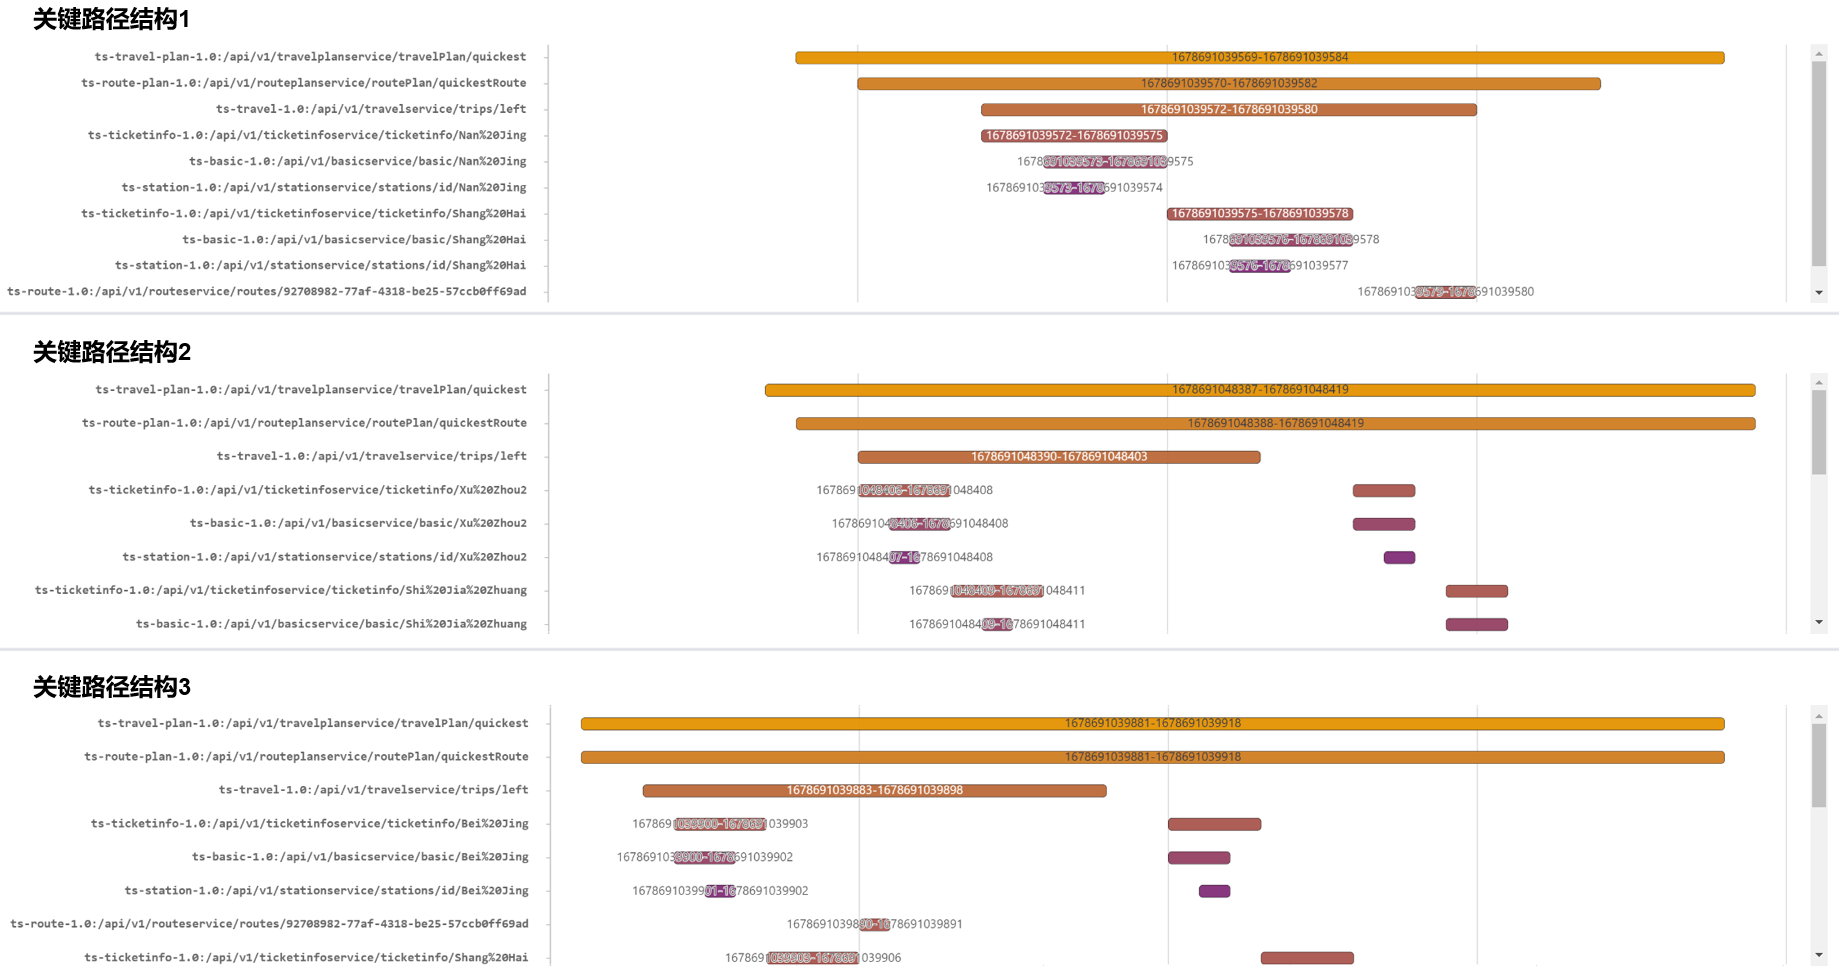 关键路径结构1
ts-travel-plan-1.0:/api/v1/travelplanservice/travelPlan/quickest
1678691039569-1678691039584
ts-route-plan-1.0:/api/v1/routeplanservice/routePlan/quickestRoute
1678691039570-1678691039582
ts-travel-1.0:/api/v1/travelservice/trips/left
1678691039572-1678691039580
ts-ticketinfo-1.0:/api/v1/ticketinfoservice/ticketinfo/Nan%20Jing
1678691039572-1678691039575
ts-basic-1.0:/api/v1/basicservice/basic/Nan%20Jing
1678691039573-1678691039575
ts-station-1.0:/api/v1/stationservice/stations/id/Nan%20Jing
1678691039573-1678691039574
ts-ticketinfo-1.0:/api/v1/ticketinfoservice/ticketinfo/Shang%20Hai
1678691039575-1678691039578
ts-basic-1.0:/api/v1/basicservice/basic/Shang%20Hai
1678691039576-1678691039578
ts-station-1.0:/api/v1/stationservice/stations/id/Shang%20Hai
1678691039576-1678691039577
ts-route-1.0:/api/v1/routeservice/routes/92708982-77af-4318-be25-57ccb0ff69ad
1678691039579-1678691039580
关键路径结构2
ts-travel-plan-1.0:/api/v1/travelplanservice/travelPlan/quickest
1678691048387-1678691048419
ts-route-plan-1.0:/api/v1/routeplanservice/routePlan/quickestRoute
1678691048388-1678691048419
ts-travel-1.0:/api/v1/travelservice/trips/left
1678691048390-1678691048403
ts-ticketinfo-1.0:/api/v1/ticketinfoservice/ticketinfo/Xu%20Zhou2
1678691048406-1678691048408
ts-basic-1.0:/api/v1/basicservice/basic/Xu%20Zhou2
1678691048406-1678691048408
ts-station-1.0:/api/v1/stationservice/stations/id/Xu%20Zhou2
1678691048407-1678691048408
ts-ticketinfo-1.0:/api/v1/ticketinfoservice/ticketinfo/Shi%20Jia%20Zhuang
1678691048409-1678691048411
ts-basic-1.0:/api/v1/basicservice/basic/Shi%20Jia%20Zhuang
1678691048409-1678691048411
关键路径结构3
ts-travel-plan-1.0:/api/v1/travelplanservice/travelPlan/quickest
1678691039881-1678691039918
ts-route-plan-1.0:/api/v1/routeplanservice/routePlan/quickestRoute
1678691039881-1678691039918
ts-travel-1.0:/api/v1/travelservice/trips/left
1678691039883-1678691039898
ts-ticketinfo-1.0:/api/v1/ticketinfoservice/ticketinfo/Bei%20Jing
1678691039900-1678691039903
ts-basic-1.0:/api/v1/basicservice/basic/Bei%20Jing
1678691039900-1678691039902
ts-station-1.0:/api/v1/stationservice/stations/id/Bei%20Jing
1678691039901-1678691039902
ts-route-1.0:/api/v1/routeservice/routes/92708982-77af-4318-be25-57ccb0ff69ad
1678691039890-1678691039891
ts-ticketinfo-1.0:/api/v1/ticketinfoservice/ticketinfo/Shang%20Hai
1678691039903-1678691039906